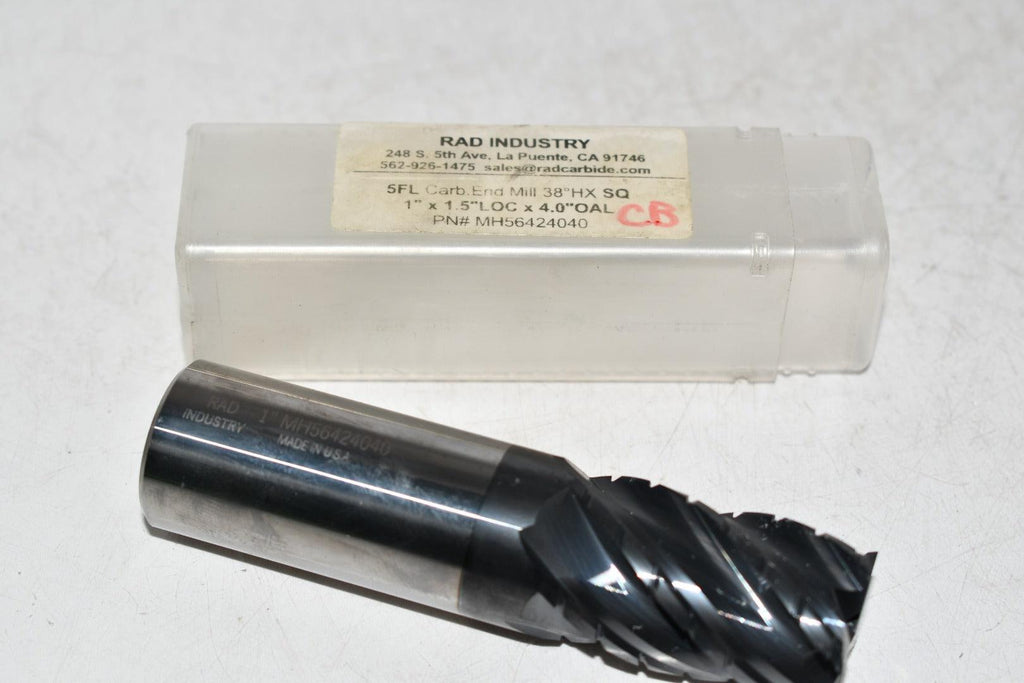 RAD INDUSTRY
248 S. 5th Ave, La Puente, CA 91746
562-926-1475 sales@radcarbide.com
5FL Carb.End Mill 38°HX SQ
1" x 1.5"LOC x 4.0"OAL
PN# MH56424040
CB
RAD 1" MH56424040
INDUSTRY MADE IN U.S.A